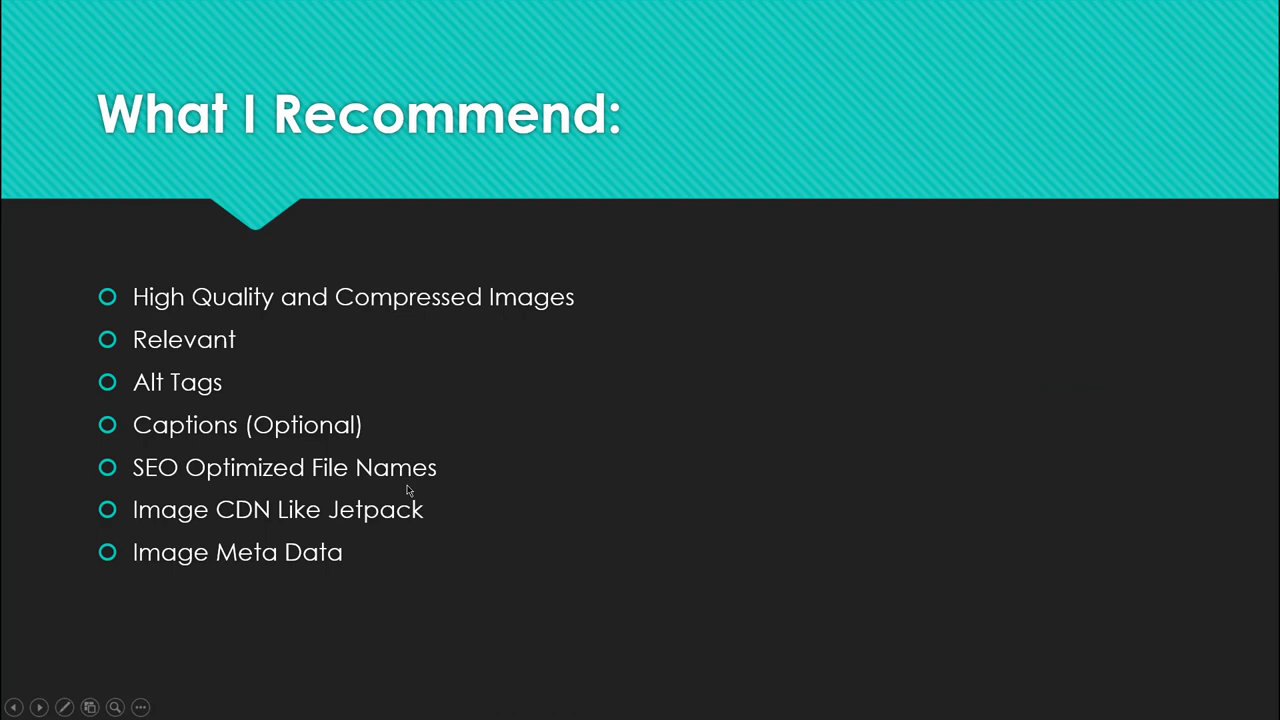 What I Recommend:
High Quality and Compressed Images
Relevant
Alt Tags
Captions (Optional)
SEO Optimized File Names
Image CDN Like Jetpack
Image Meta Data